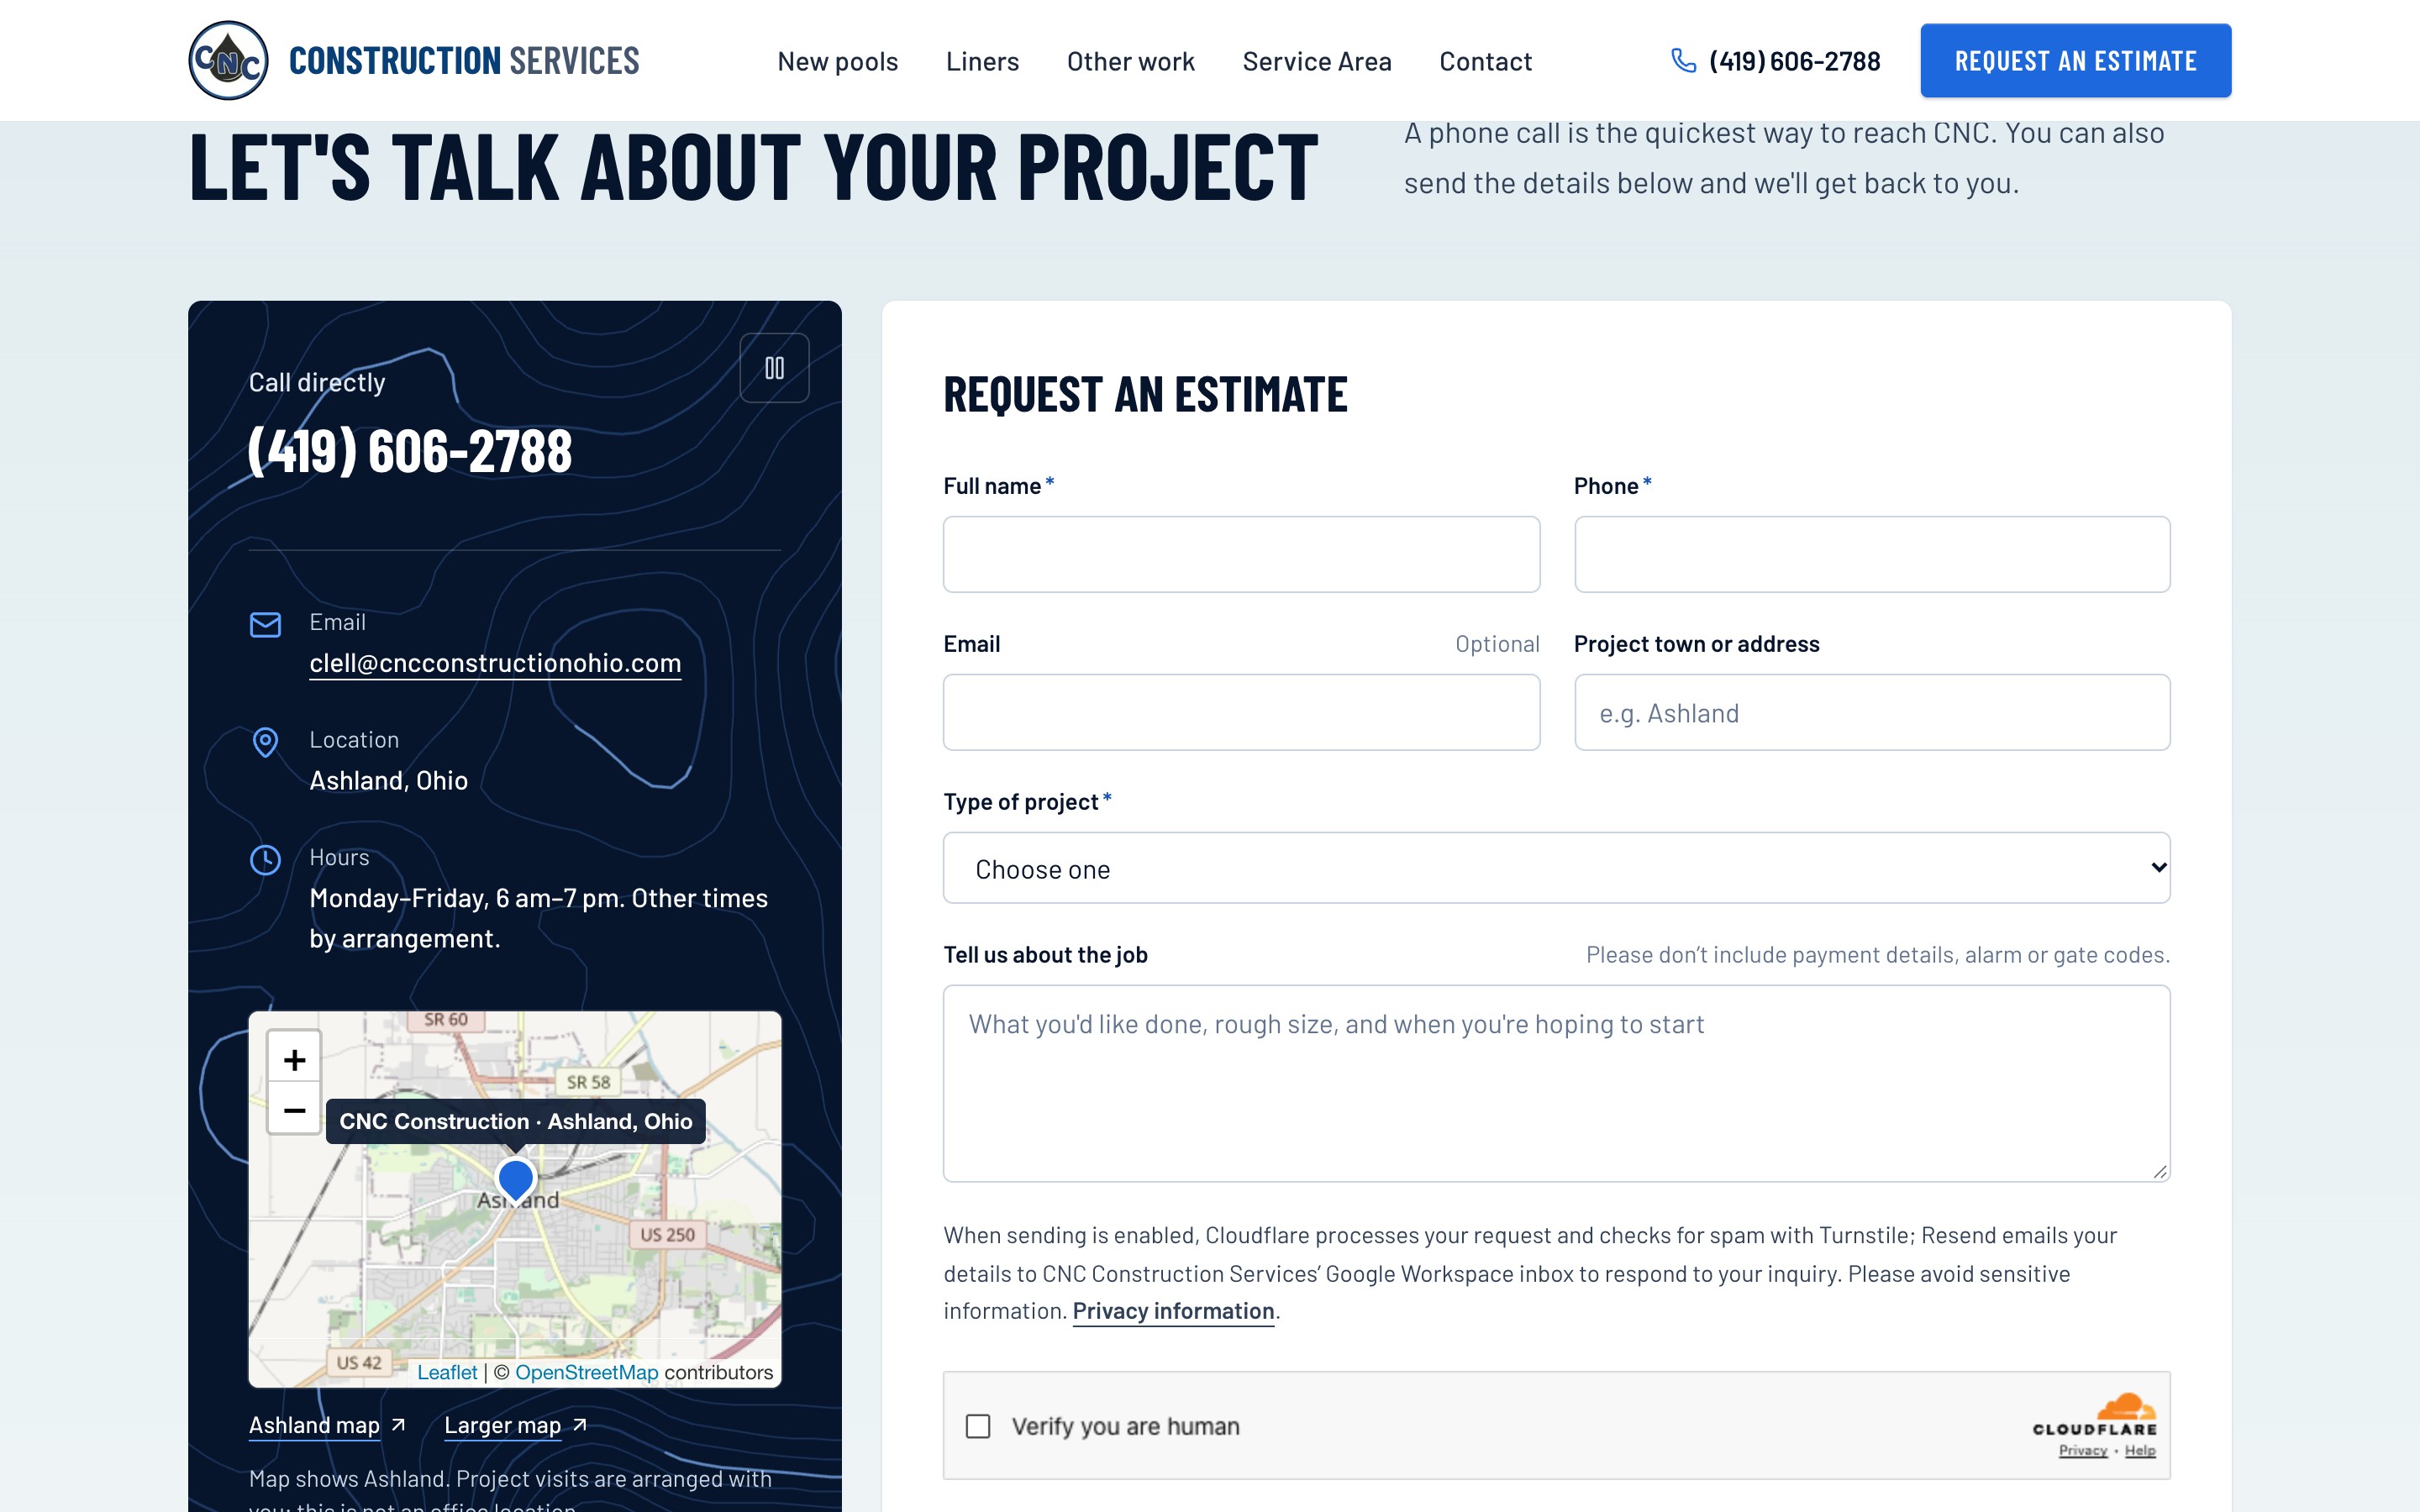 CNC
CONSTRUCTION SERVICES
New pools
Liners
Other work
Service Area
Contact
(419) 606-2788
REQUEST AN ESTIMATE
LET'S TALK ABOUT YOUR PROJECT
A phone call is the quickest way to reach CNC. You can also
send the details below and we'll get back to you.
Call directly
(419) 606-2788
Email
clell@cncconstructionohio.com
Location
Ashland, Ohio
Hours
Monday–Friday, 6 am–7 pm. Other times
by arrangement.
SR 60
+
SR 58
−
CNC Construction · Ashland, Ohio
US 250
US 42
Leaflet | © OpenStreetMap contributors
Ashland map
Larger map
Map shows Ashland. Project visits are arranged with
you; this is not an office location.
REQUEST AN ESTIMATE
Full name *
Phone *
Email
Optional
Project town or address
e.g. Ashland
Type of project *
Choose one
Tell us about the job
Please don’t include payment details, alarm or gate codes.
What you'd like done, rough size, and when you're hoping to start
When sending is enabled, Cloudflare processes your request and checks for spam with Turnstile; Resend emails your
details to CNC Construction Services’ Google Workspace inbox to respond to your inquiry. Please avoid sensitive
information. Privacy information.
Verify you are human
CLOUDFLARE
Privacy • Help